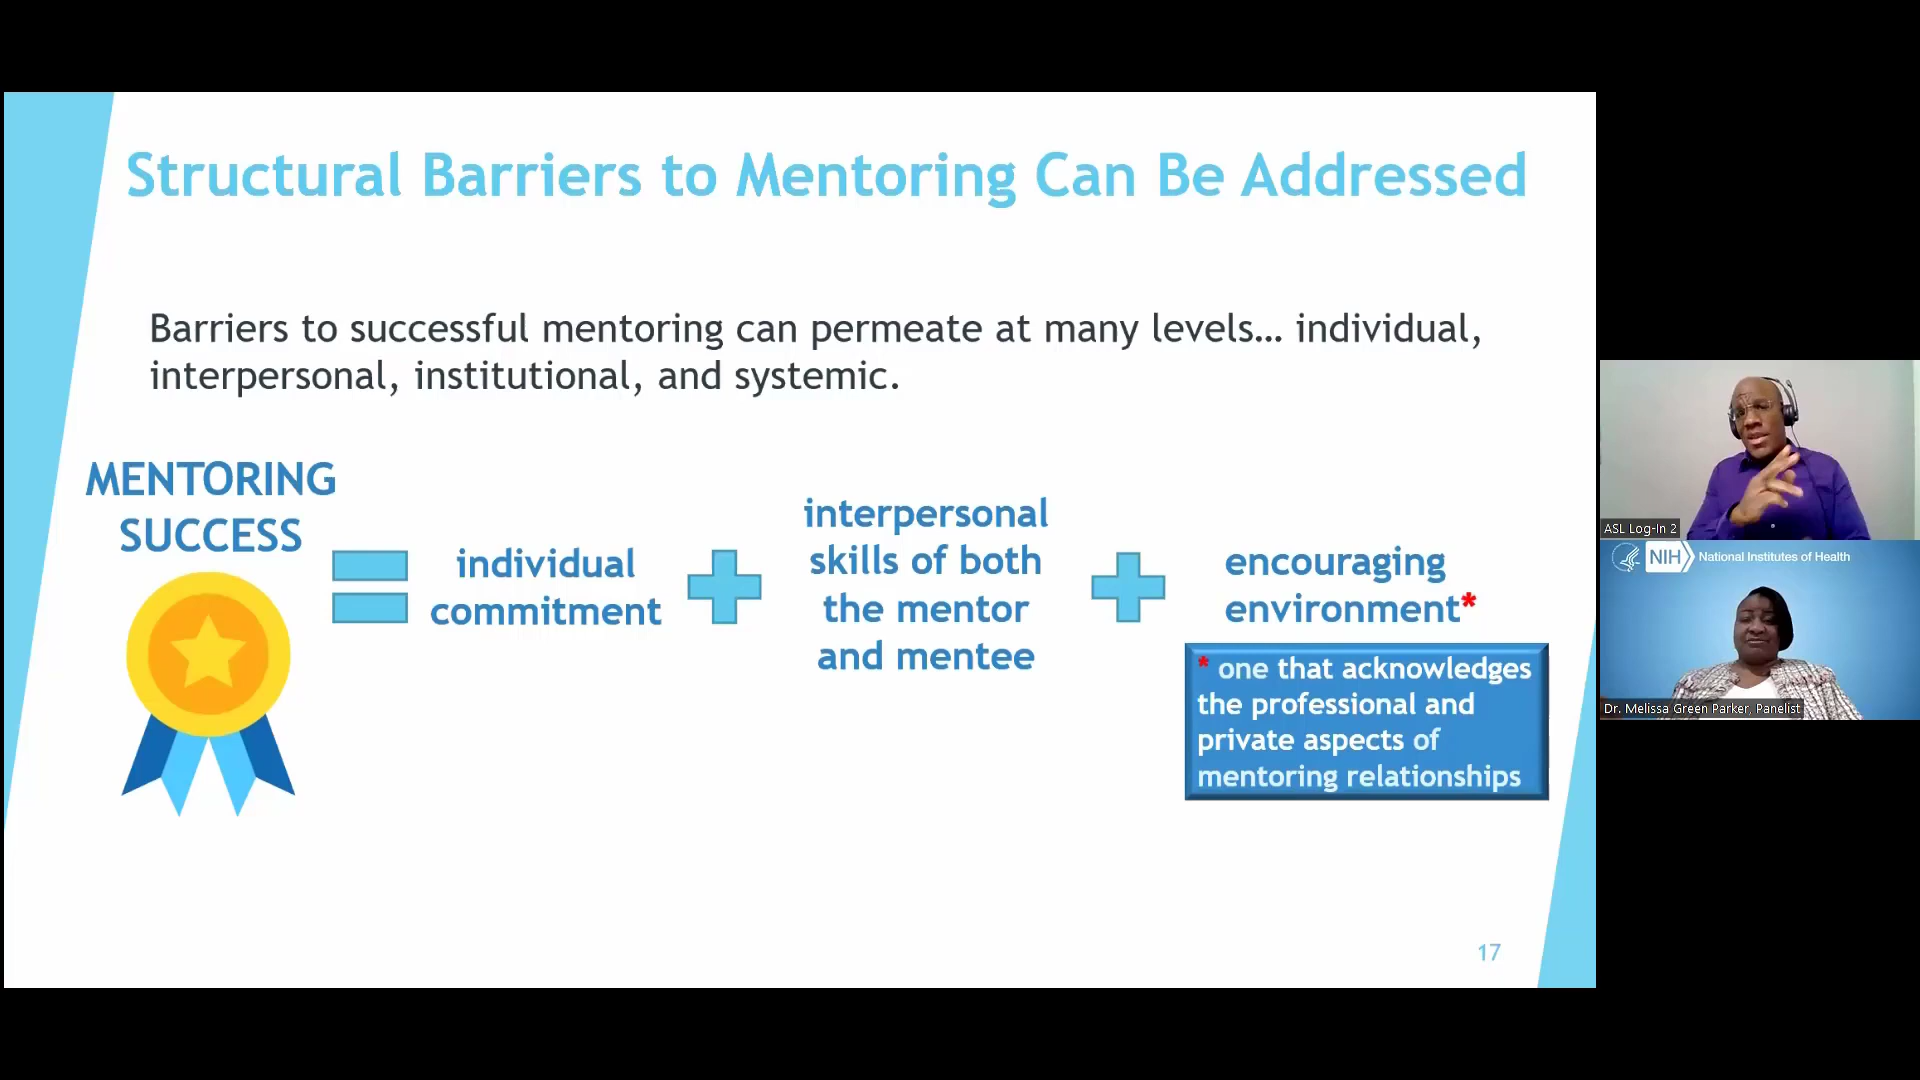 Structural Barriers to Mentoring Can Be Addressed
Barriers to successful mentoring can permeate at many levels… individual,
interpersonal, institutional, and systemic.
MENTORING
SUCCESS
individual
commitment
interpersonal
skills of both
the mentor
and mentee
encouraging
environment*
* one that acknowledges
the professional and
private aspects of
mentoring relationships
17
ASL Log-In 2
NIH National Institutes of Health
Dr. Melissa Green Parker, Panelist